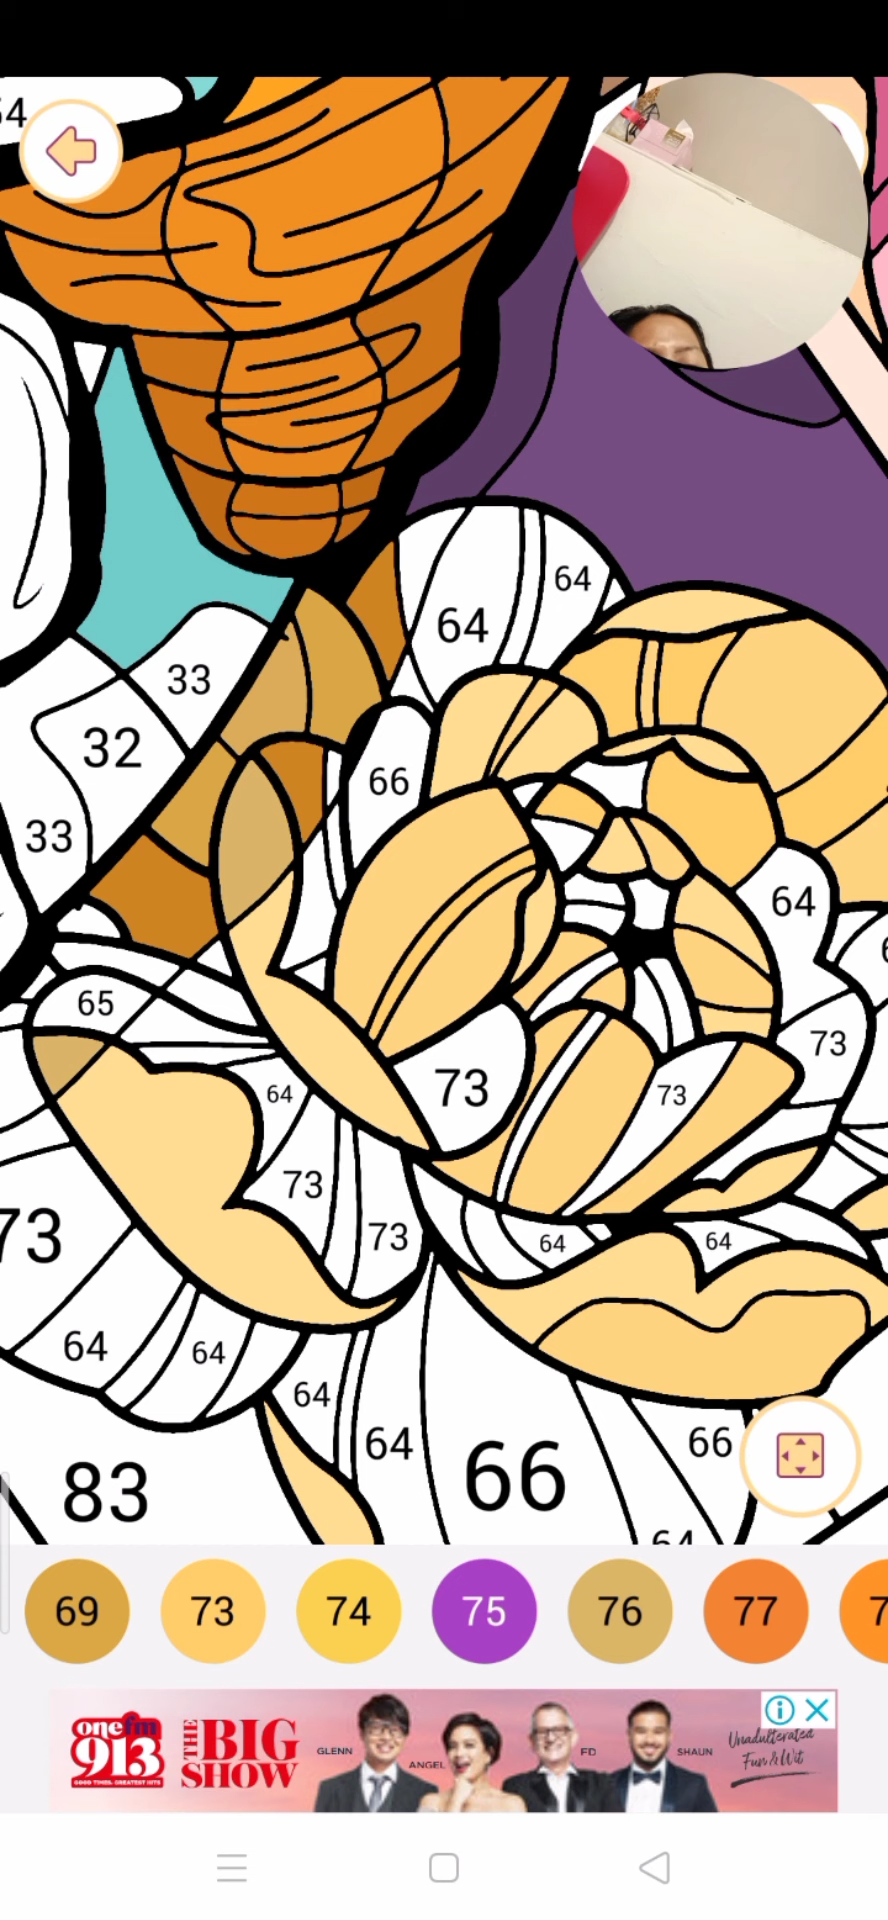 64
64
33
32
66
33
64
65
73
73
64
73
73
73
73
64
64
64
64
64
64
66
66
83
64
69 73 74 75 76 77
onefm
913
GOOD TIMES. GREATEST HITS
THE
BIG
SHOW
GLENN
ANGEL
FD
SHAUN
Unadulterated
Fun & Wit